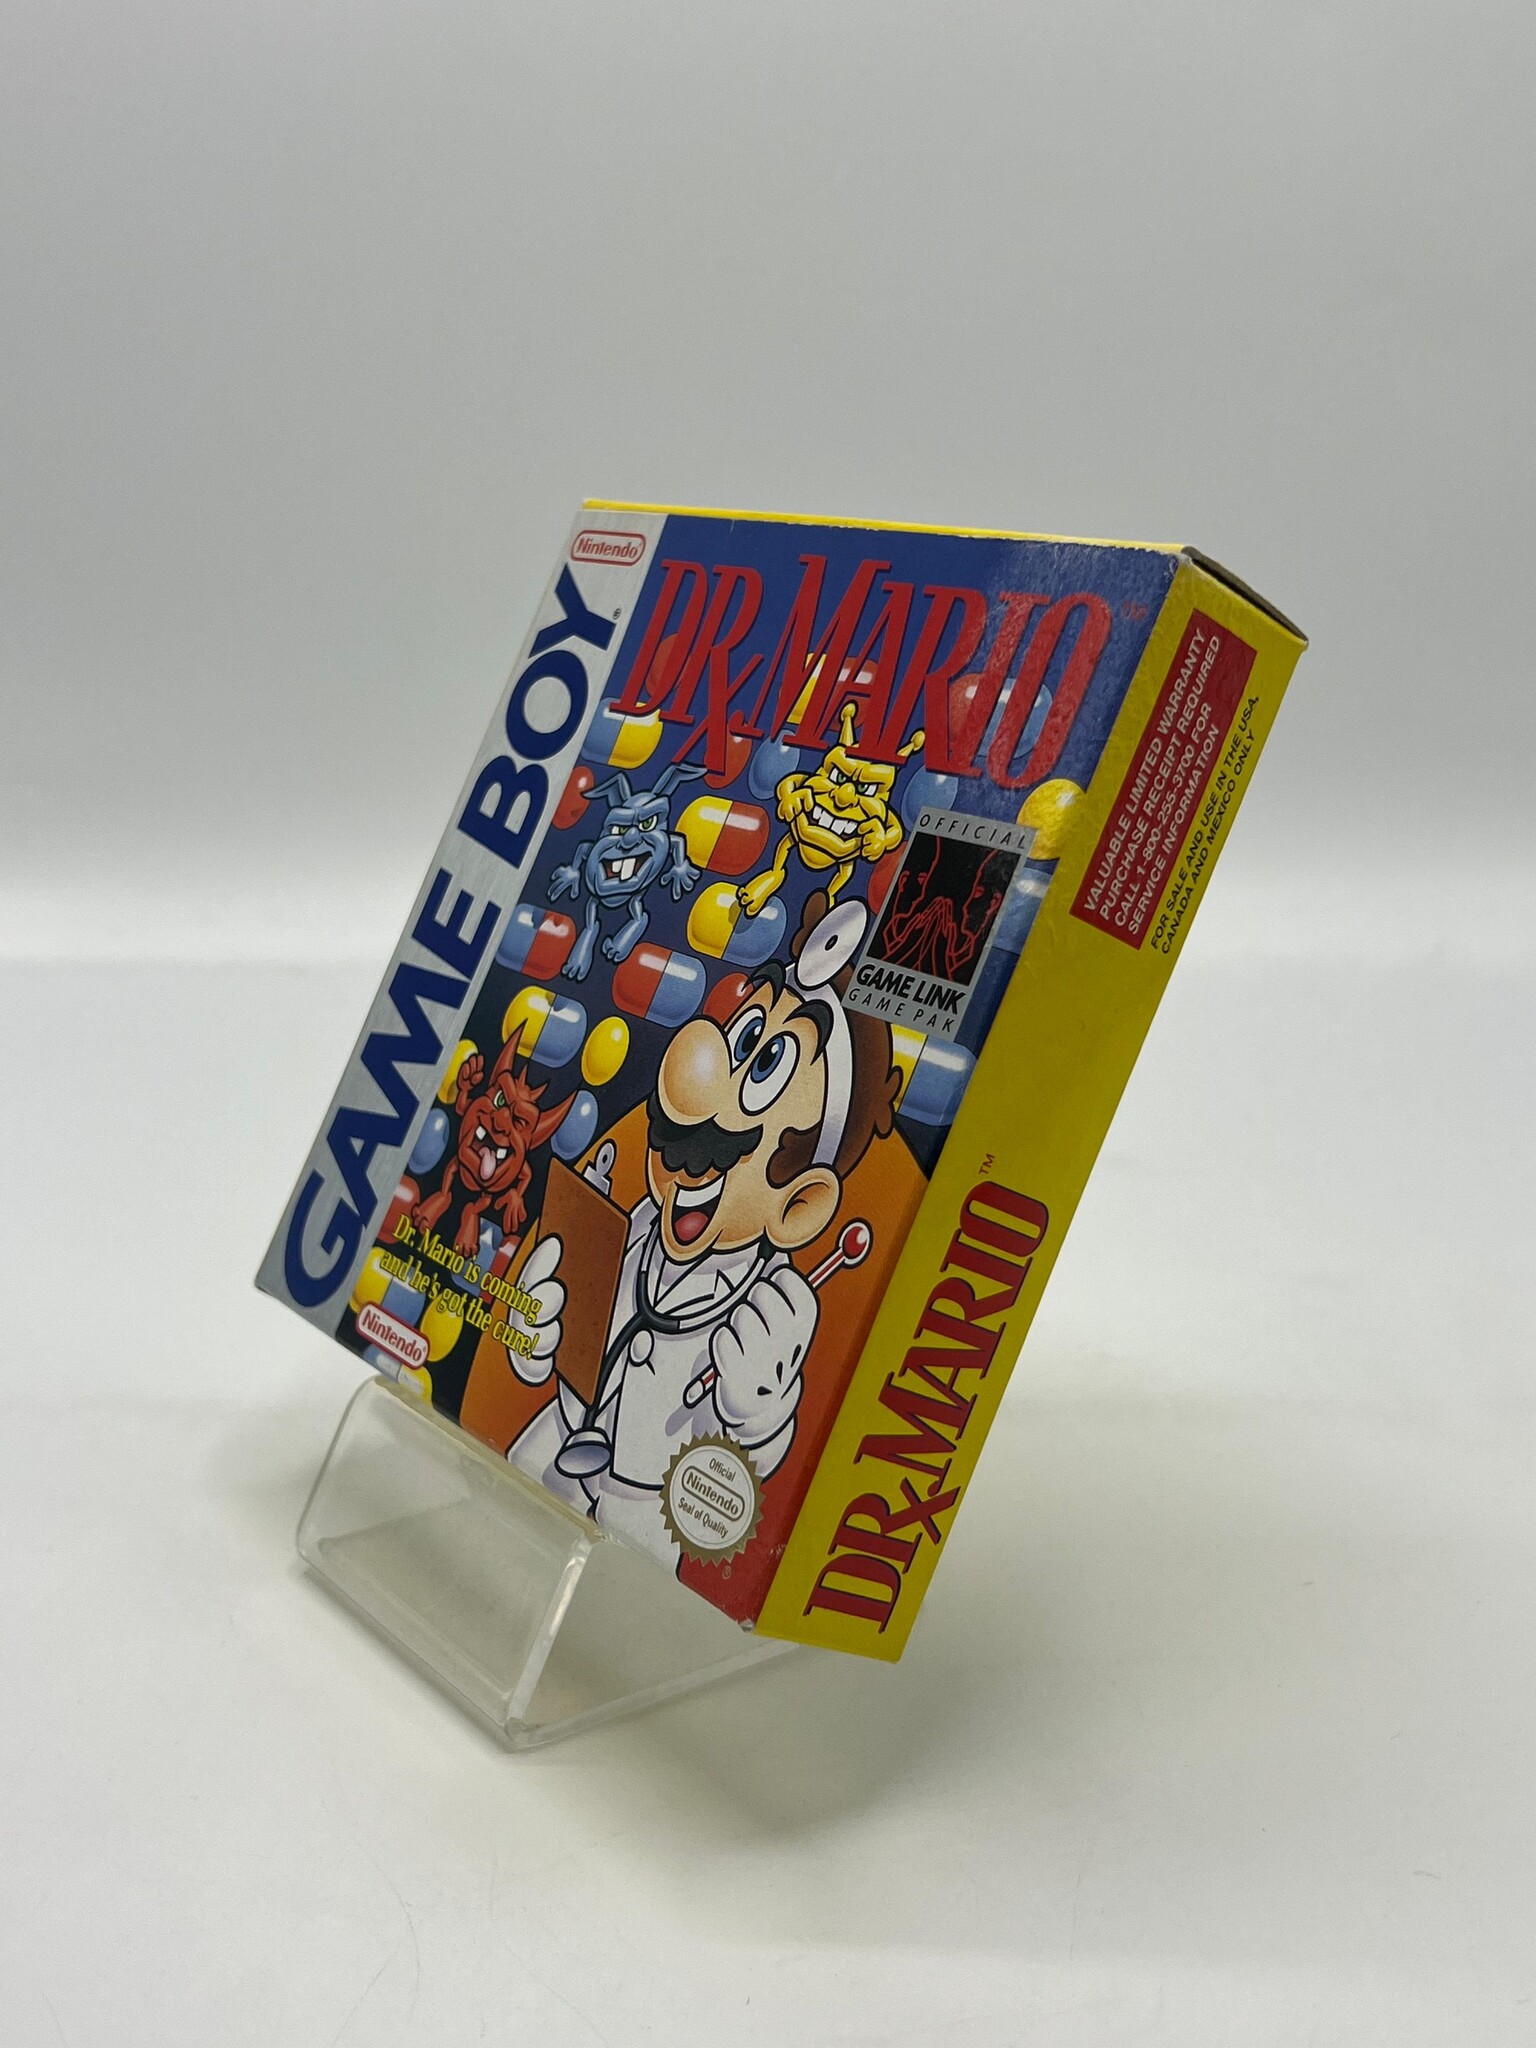 Nintendo®
GAME BOY®
DR. MARIO™
OFFICIAL
GAME LINK
GAME PAK
Dr. Mario is coming
and he's got the cure!
Nintendo
Official
Nintendo
Seal of Quality
®
VALUABLE LIMITED WARRANTY
PURCHASE RECEIPT REQUIRED
CALL 1-800-255-3700 FOR
SERVICE INFORMATION
FOR SALE AND USE IN THE USA,
CANADA AND MEXICO ONLY
DR. MARIO™